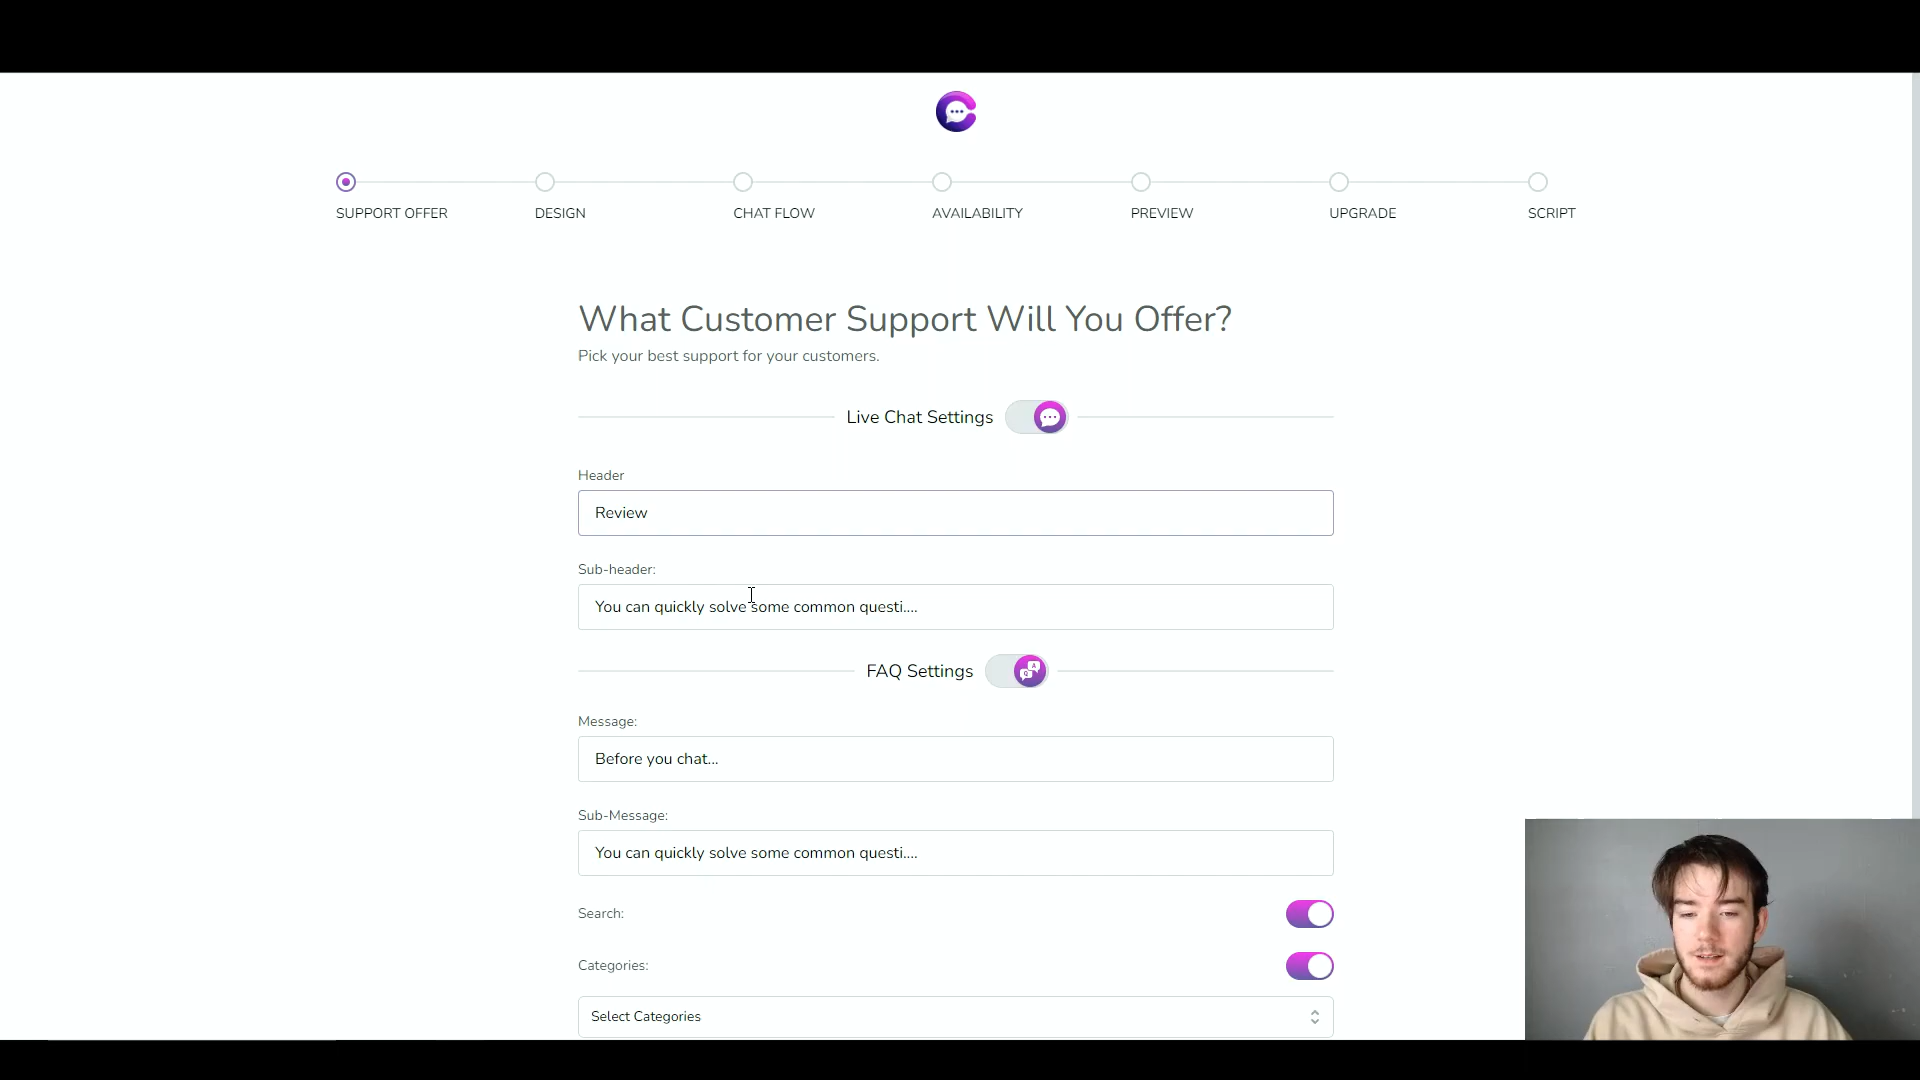 SUPPORT OFFER DESIGN CHAT FLOW AVAILABILITY PREVIEW UPGRADE SCRIPT
What Customer Support Will You Offer?
Pick your best support for your customers.
Live Chat Settings
Header
Review
Sub-header:
You can quickly solve some common questi....
FAQ Settings
Message:
Before you chat...
Sub-Message:
You can quickly solve some common questi....
Search:
Categories:
Select Categories